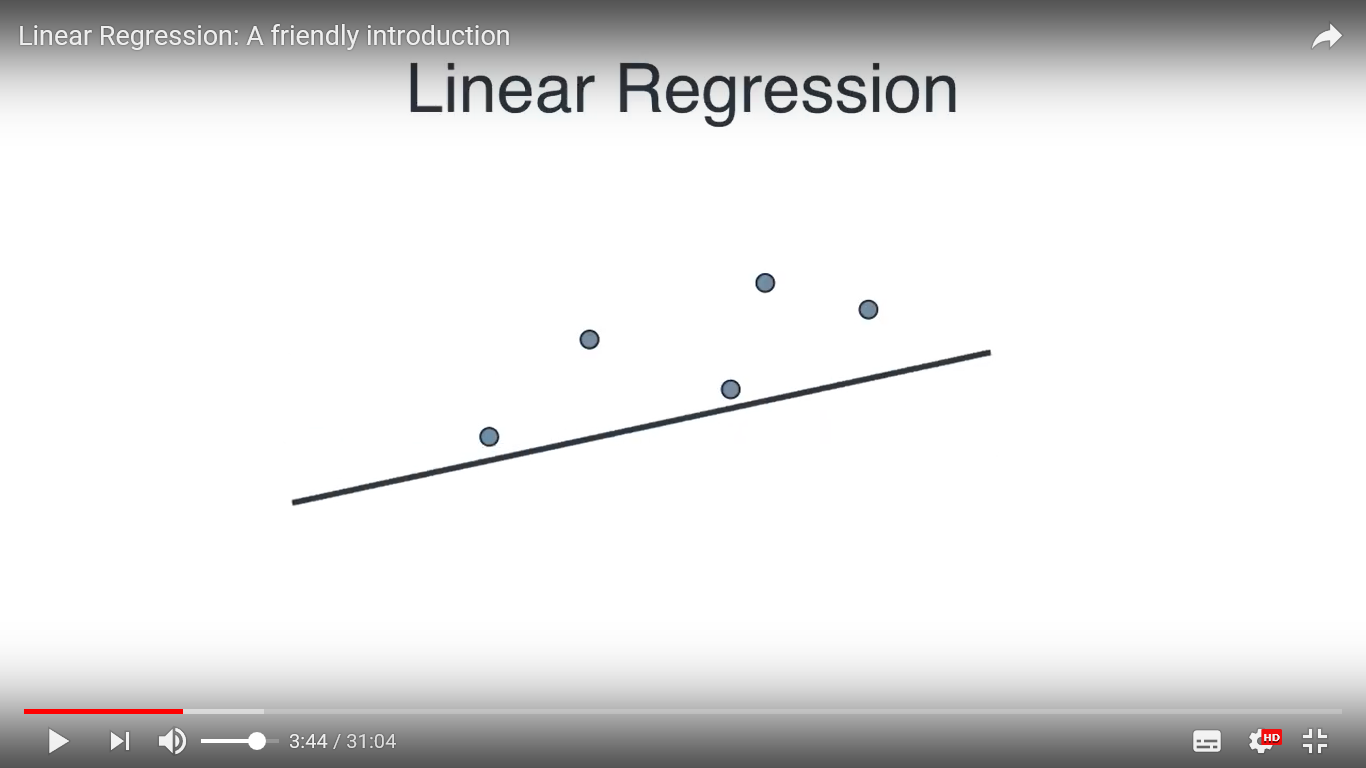 Linear Regression: A friendly introduction
Linear Regression
3:44 / 31:04
HD